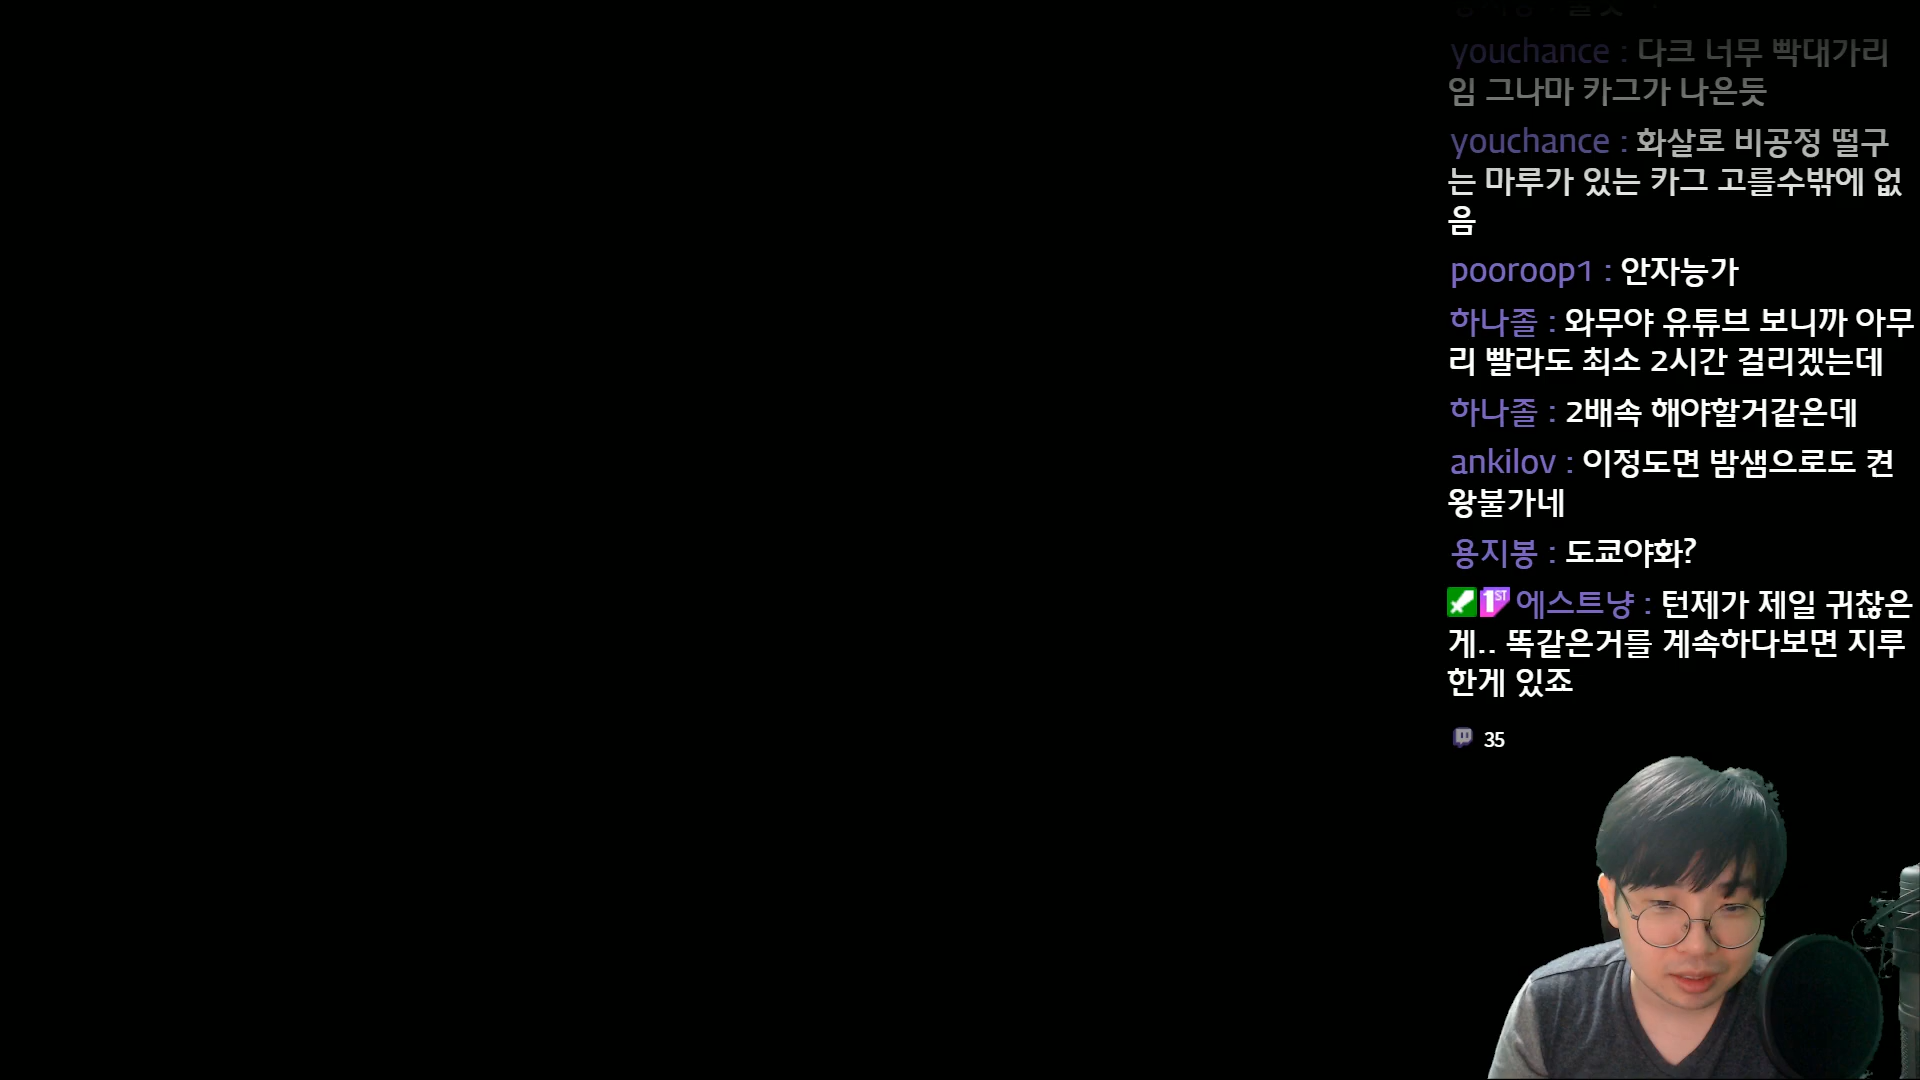 youchance : 다크 너무 빡대가리
임 그나마 카그가 나은듯
youchance : 화살로 비공정 떨구
는 마루가 있는 카그 고를수밖에 없
음
pooroop1 : 안자능가
하나졸 : 와무야 유튜브 보니까 아무
리 빨라도 최소 2시간 걸리겠는데
하나졸 : 2배속 해야할거같은데
ankilov : 이정도면 밤샘으로도 켠
왕불가네
용지봉 : 도쿄야화?
1ST 에스트냥 : 턴제가 제일 귀찮은
게.. 똑같은거를 계속하다보면 지루
한게 있죠
35